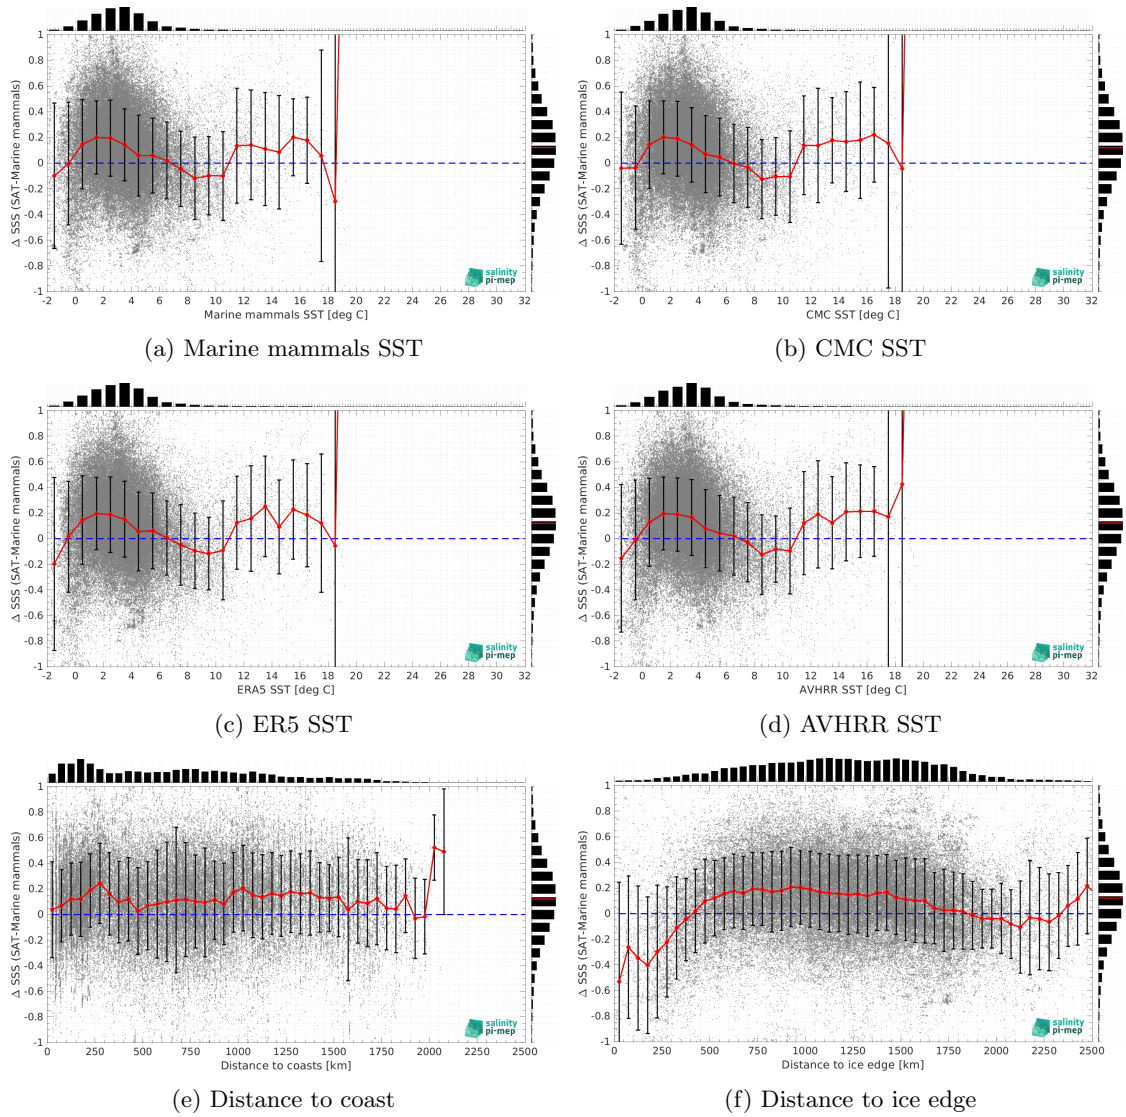 1
0.8
0.6
0.4
0.2
0
-0.2
-0.4
-0.6
-0.8
-1
Δ SSS (SAT-Marine mammals)
salinity
pi-mep
-2 0 2 4 6 8 10 12 14 16 18 20 22 24 26 28 30 32
Marine mammals SST [deg C]
(a) Marine mammals SST
1
0.8
0.6
0.4
0.2
0
-0.2
-0.4
-0.6
-0.8
-1
Δ SSS (SAT-Marine mammals)
salinity
pi-mep
-2 0 2 4 6 8 10 12 14 16 18 20 22 24 26 28 30 32
CMC SST [deg C]
(b) CMC SST
1
0.8
0.6
0.4
0.2
0
-0.2
-0.4
-0.6
-0.8
-1
Δ SSS (SAT-Marine mammals)
salinity
pi-mep
-2 0 2 4 6 8 10 12 14 16 18 20 22 24 26 28 30 32
ERA5 SST [deg C]
(c) ER5 SST
1
0.8
0.6
0.4
0.2
0
-0.2
-0.4
-0.6
-0.8
-1
Δ SSS (SAT-Marine mammals)
salinity
pi-mep
-2 0 2 4 6 8 10 12 14 16 18 20 22 24 26 28 30 32
AVHRR SST [deg C]
(d) AVHRR SST
1
0.8
0.6
0.4
0.2
0
-0.2
-0.4
-0.6
-0.8
-1
Δ SSS (SAT-Marine mammals)
salinity
pi-mep
0 250 500 750 1000 1250 1500 1750 2000 2250 2500
Distance to coasts [km]
(e) Distance to coast
1
0.8
0.6
0.4
0.2
0
-0.2
-0.4
-0.6
-0.8
-1
Δ SSS (SAT-Marine mammals)
salinity
pi-mep
0 250 500 750 1000 1250 1500 1750 2000 2250 2500
Distance to ice edge [km]
(f) Distance to ice edge